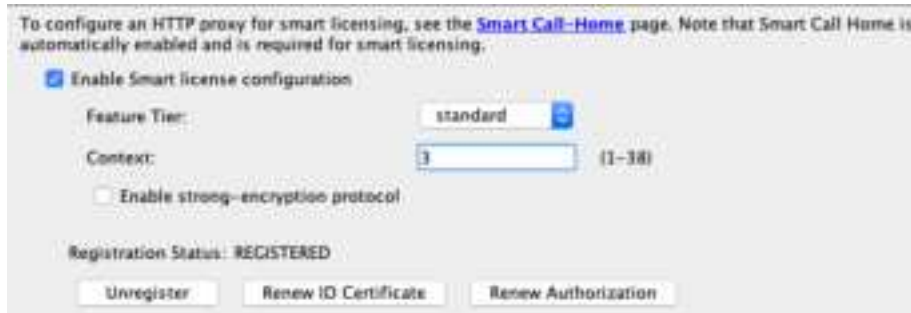 To configure an HTTP proxy for smart licensing, see the Smart Call-Home page. Note that Smart Call Home is
automatically enabled and is required for smart licensing.
Enable Smart license configuration
Feature Tier: standard
Context: 3 (1-38)
Enable strong-encryption protocol
Registration Status: REGISTERED
Unregister Renew ID Certificate Renew Authorization